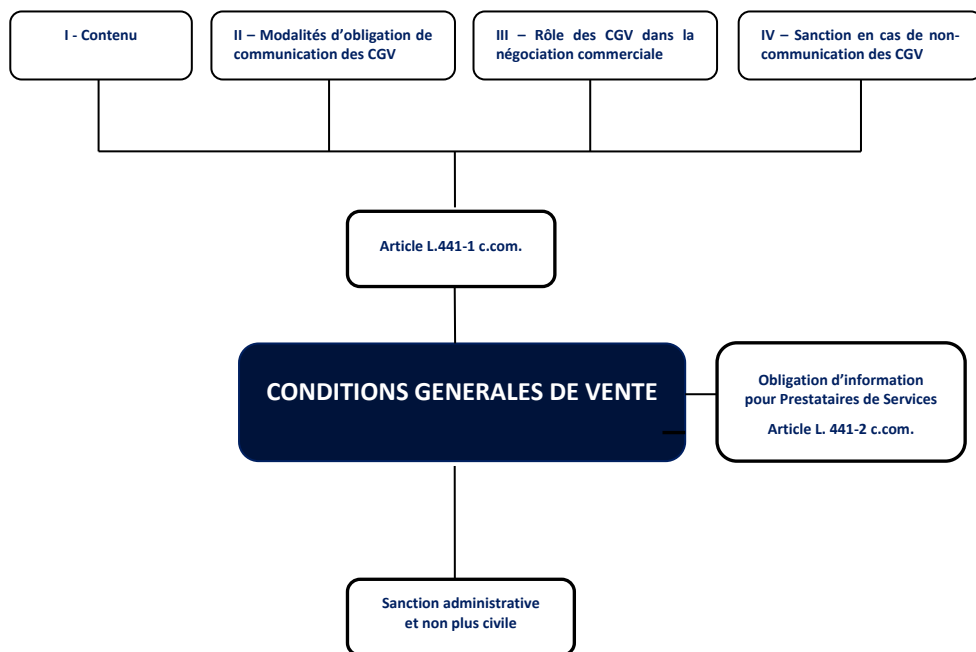 I - Contenu
II – Modalités d'obligation de
communication des CGV
III – Rôle des CGV dans la
négociation commerciale
IV – Sanction en cas de non-
communication des CGV
Article L.441-1 c.com.
CONDITIONS GENERALES DE VENTE
Obligation d'information
pour Prestataires de Services
Article L. 441-2 c.com.
Sanction administrative
et non plus civile